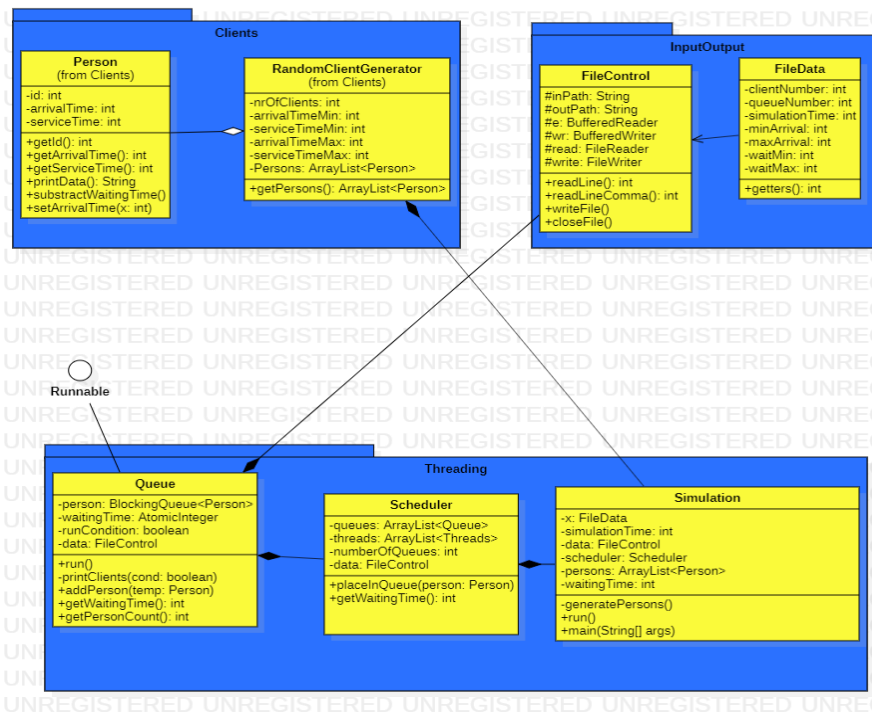 Clients
Person
(from Clients)
-id: int
-arrivalTime: int
-serviceTime: int
+getId(): int
+getArrivalTime(): int
+getServiceTime(): int
+printData(): String
+substractWaitingTime()
+setArrivalTime(x: int)
RandomClientGenerator
(from Clients)
-nrOfClients: int
-arrivalTimeMin: int
-serviceTimeMin: int
-arrivalTimeMax: int
-serviceTimeMax: int
-Persons: ArrayList<Person>
+getPersons(): ArrayList<Person>
InputOutput
FileControl
#inPath: String
#outPath: String
#e: BufferedReader
#wr: BufferedWriter
#read: FileReader
#write: FileWriter
+readLine(): int
+readLineComma(): int
+writeFile()
+closeFile()
FileData
-clientNumber: int
-queueNumber: int
-simulationTime: int
-minArrival: int
-maxArrival: int
-waitMin: int
-waitMax: int
+getters(): int
Runnable
Threading
Queue
-person: BlockingQueue<Person>
-waitingTime: AtomicInteger
-runCondition: boolean
-data: FileControl
+run()
-printClients(cond: boolean)
+addPerson(temp: Person)
+getWaitingTime(): int
+getPersonCount(): int
Scheduler
-queues: ArrayList<Queue>
-threads: ArrayList<Threads>
-numberOfQueues: int
-data: FileControl
+placeInQueue(person: Person)
+getWaitingTime(): int
Simulation
-x: FileData
-simulationTime: int
-data: FileControl
-scheduler: Scheduler
-persons: ArrayList<Person>
-waitingTime: int
-generatePersons()
+run()
+main(String[] args)
UNREGISTERED UNREGISTERED UNREGISTERED UNREGISTERED UNRE